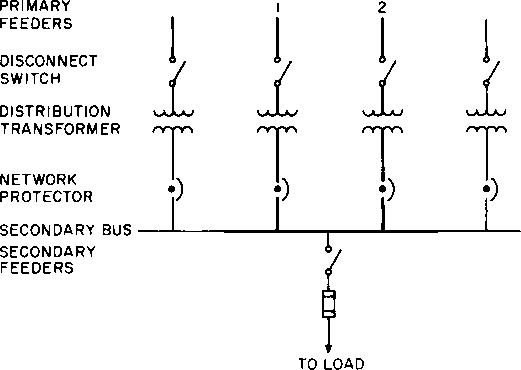 PRIMARY
FEEDERS
1
2
DISCONNECT
SWITCH
DISTRIBUTION
TRANSFORMER
NETWORK
PROTECTOR
SECONDARY BUS
SECONDARY
FEEDERS
TO LOAD